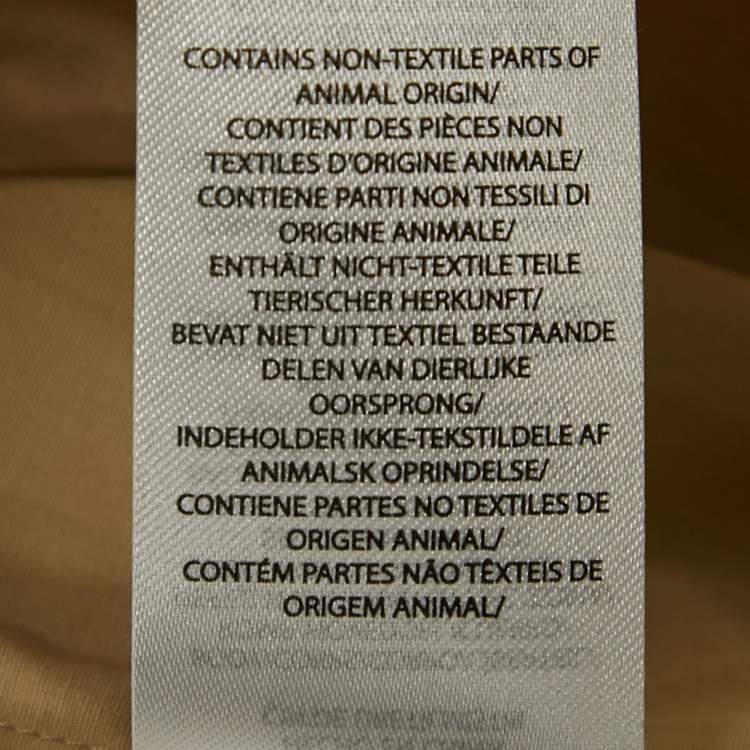 CONTAINS NON-TEXTILE PARTS OF
ANIMAL ORIGIN/
CONTIENT DES PIÈCES NON
TEXTILES D'ORIGINE ANIMALE/
CONTIENE PARTI NON TESSILI DI
ORIGINE ANIMALE/
ENTHÄLT NICHT-TEXTILE TEILE
TIERISCHER HERKUNFT/
BEVAT NIET UIT TEXTIEL BESTAANDE
DELEN VAN DIERLIJKE
OORSPRONG/
INDEHOLDER IKKE-TEKSTILDELE AF
ANIMALSK OPRINDELSE/
CONTIENE PARTES NO TEXTILES DE
ORIGEN ANIMAL/
CONTÉM PARTES NÃO TÊXTEIS DE
ORIGEM ANIMAL/